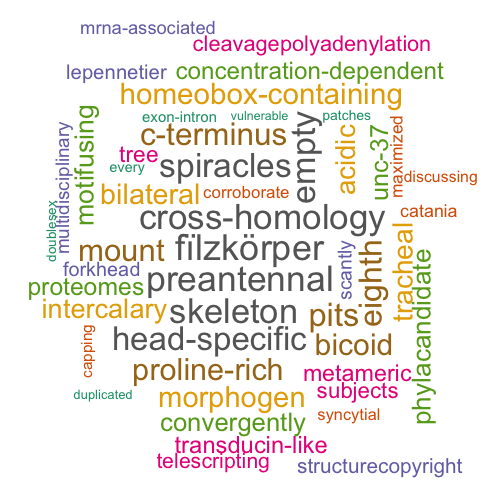 mrna-associated
cleavagepolyadenylation
lepennetier concentration-dependent
homeobox-containing
exon-intron vulnerable patches
motifusing c-terminus empty acidic unc-37 maximized
multidisciplinary tree spiracles
every discussing
doublesex bilateral corroborate
cross-homology catania
mount filzkörper scantly eighth tracheal
forkhead preantennal phylacandidate
proteomes
intercalary skeleton pits
capping head-specific bicoid
proline-rich metameric
duplicated morphogen subjects
convergently syncytial
transducin-like
telescripting structurecopyright